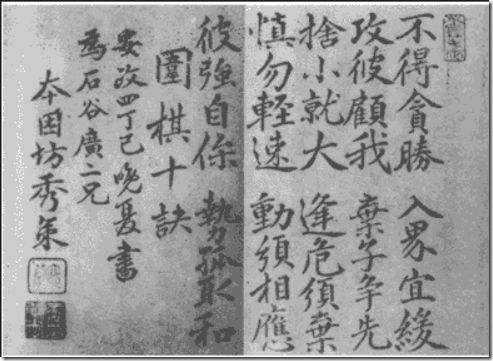 不得貪勝 入界宜緩
攻彼顧我 棄子争先
捨小就大 逢危須棄
慎勿輕速 動須相應
彼強自保 勢孤取和
圍棋十訣
安政四丁巳晩夏書
為石谷廣二兄
本因坊秀策